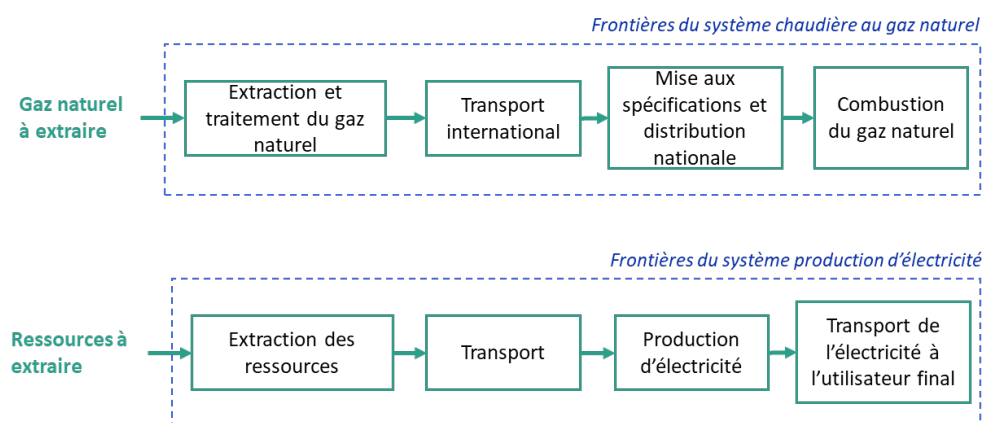 Frontières du système chaudière au gaz naturel
Gaz naturel
à extraire
Extraction et
traitement du gaz
naturel
Transport
international
Mise aux
spécifications et
distribution
nationale
Combustion
du gaz naturel
Frontières du système production d'électricité
Ressources à
extraire
Extraction des
ressources
Transport
Production
d'électricité
Transport de
l'électricité à
l'utilisateur final